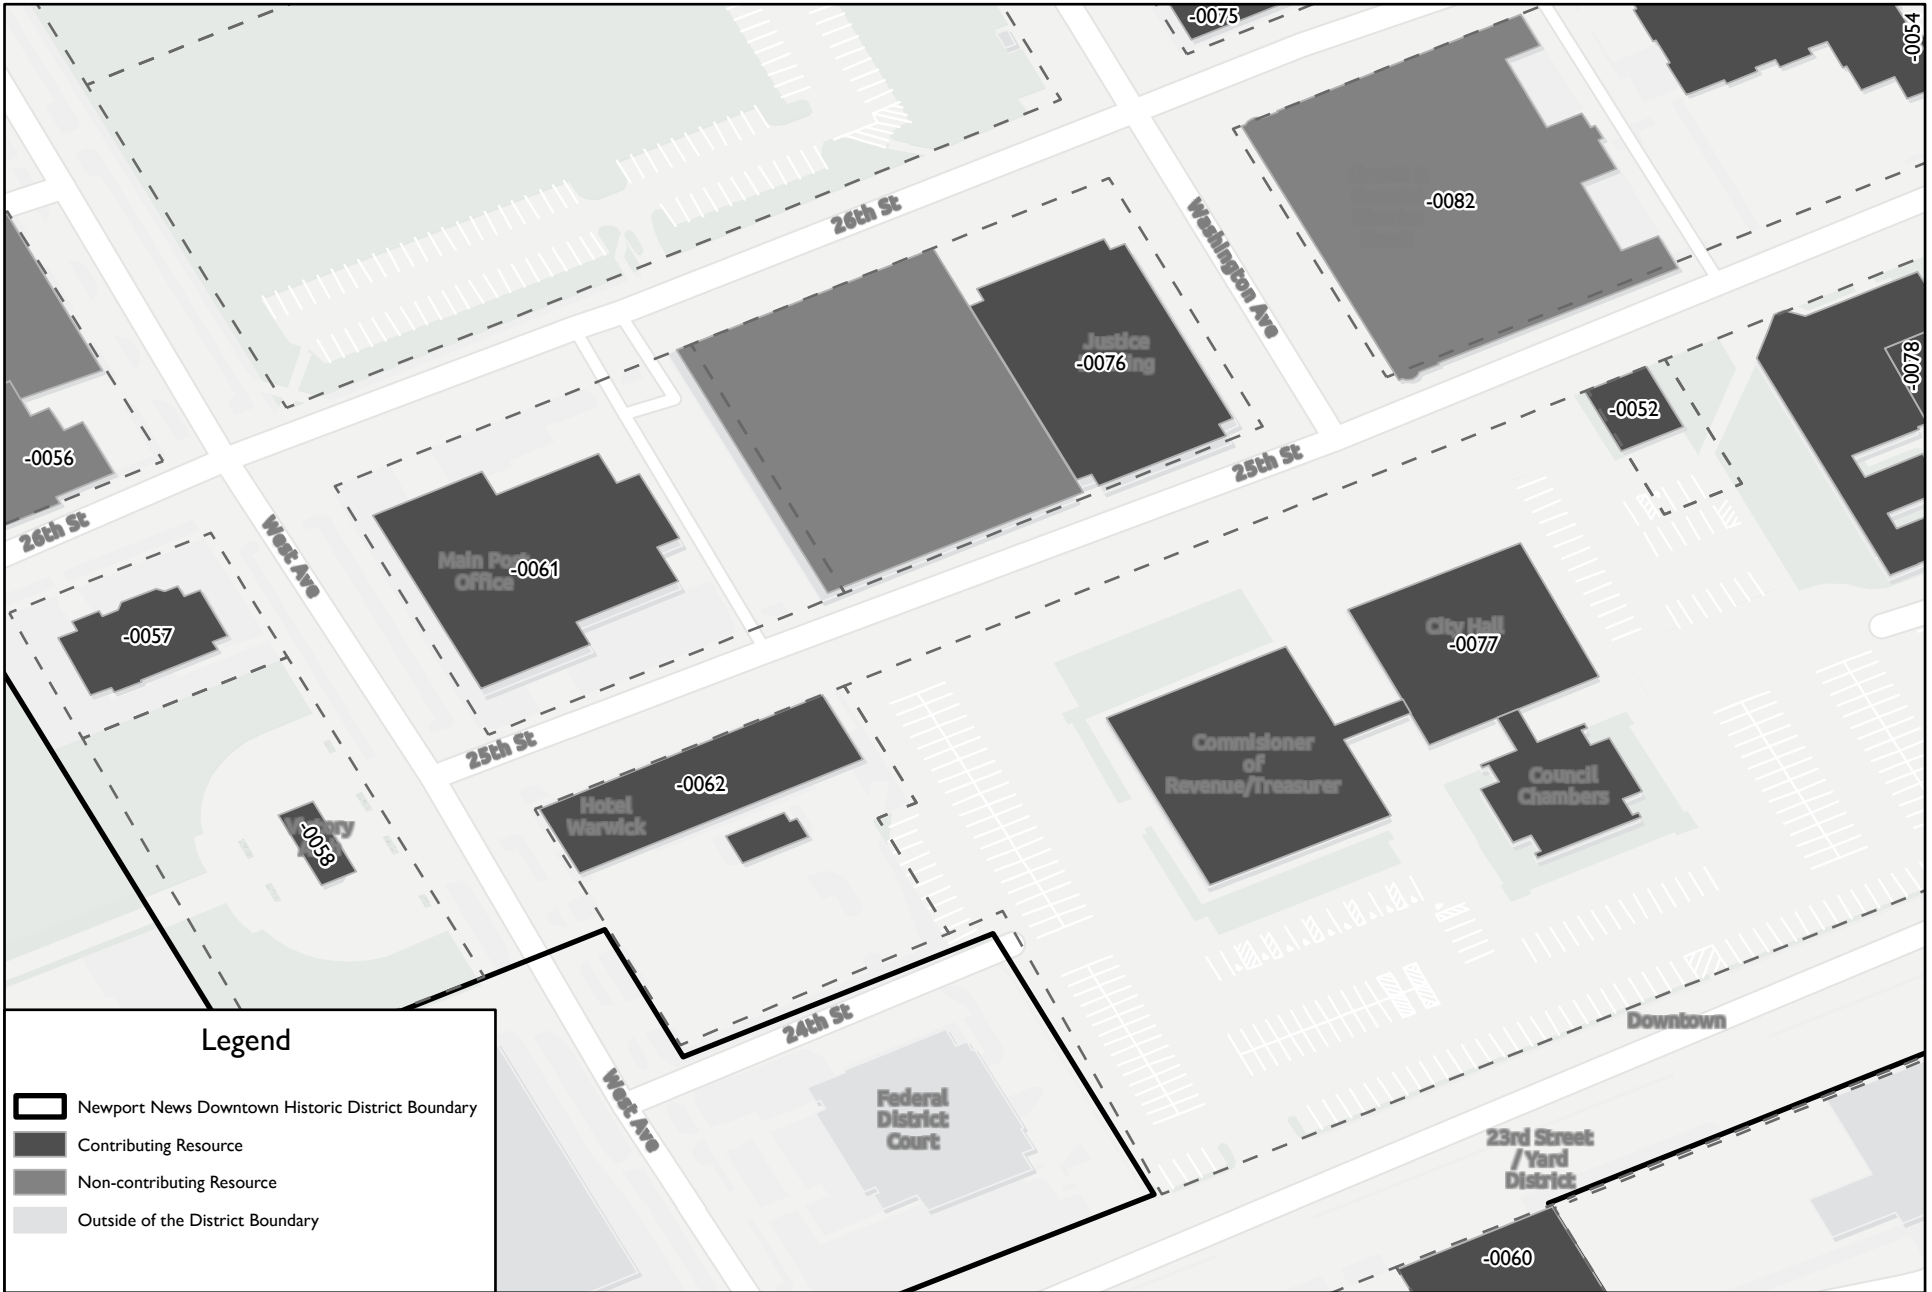 -0075
-0054
-0082
26th St
Washington Ave
Justice
-0076
-0078
-0052
-0056
25th St
26th St
West Ave
Main Post
Office
-0061
-0057
City Hall
-0077
25th St
-0062
Hotel
Warwick
Commisioner
of
Revenue/Treasurer
Council
Chambers
-0058
24th St
Downtown
West Ave
Federal
District
Court
23rd Street
/ Yard
District
-0060
Legend
Newport News Downtown Historic District Boundary
Contributing Resource
Non-contributing Resource
Outside of the District Boundary